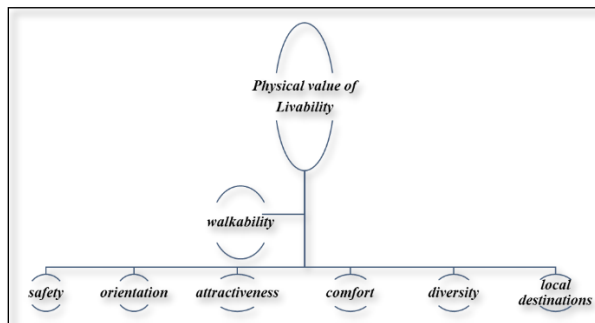 Physical value of
Livability
walkability
safety
orientation
attractiveness
comfort
diversity
local
destinations